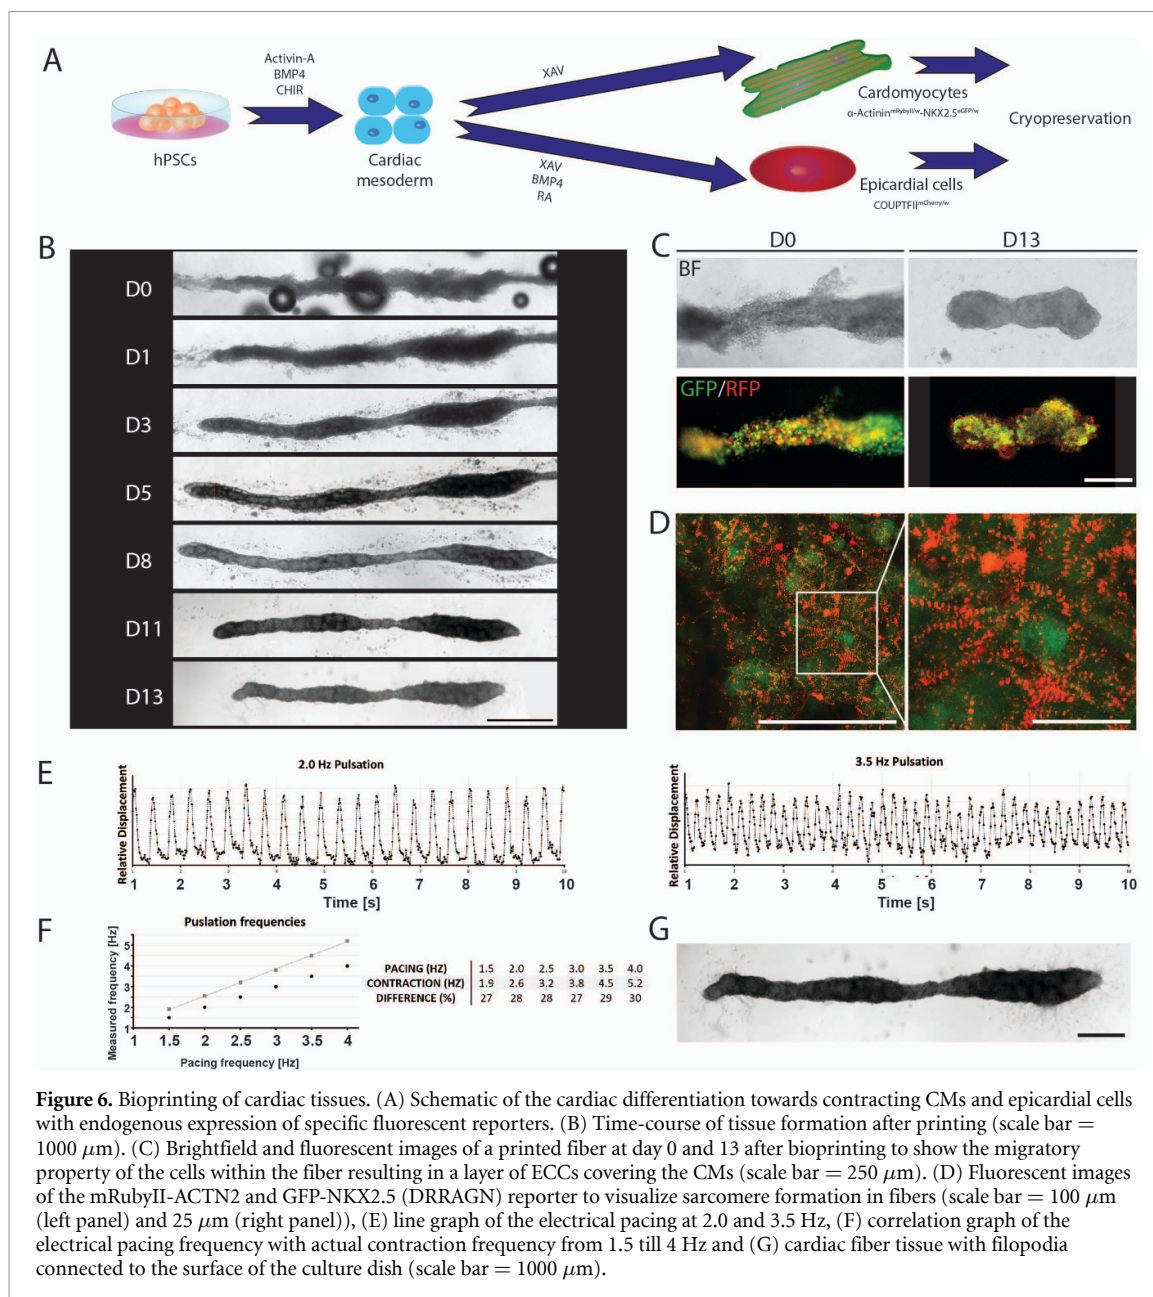 A
Activin-A
BMP4
CHIR
hPSCs
Cardiac
mesoderm
XAV
XAV
BMP4
RA
Cardomyocytes
α-Actininᵐᴿʸᵇʸᴵᴵ/ʷ-NKX2.5ᵉᴳᶠᴾ/ʷ
Epicardial cells
COUPTFIIᵐᶜʰᵉʳʳʸ/ʷ
Cryopreservation
B
D0
D1
D3
D5
D8
D11
D13
C
D0 D13
BF
GFP/RFP
D
E
2.0 Hz Pulsation
Relative Displacement
1 2 3 4 5 6 7 8 9 10
Time [s]
3.5 Hz Pulsation
Relative Displacement
1 2 3 4 5 6 7 8 9 10
Time [s]
F
Puslation frequencies
Measured frequency [Hz]
5
4
3
2
1
1 1.5 2 2.5 3 3.5 4
Pacing frequency [Hz]
PACING (HZ) 1.5 2.0 2.5 3.0 3.5 4.0
CONTRACTION (HZ) 1.9 2.6 3.2 3.8 4.5 5.2
DIFFERENCE (%) 27 28 28 27 29 30
G
Figure 6. Bioprinting of cardiac tissues. (A) Schematic of the cardiac differentiation towards contracting CMs and epicardial cells
with endogenous expression of specific fluorescent reporters. (B) Time-course of tissue formation after printing (scale bar =
1000 μm). (C) Brightfield and fluorescent images of a printed fiber at day 0 and 13 after bioprinting to show the migratory
property of the cells within the fiber resulting in a layer of ECCs covering the CMs (scale bar = 250 μm). (D) Fluorescent images
of the mRubyII-ACTN2 and GFP-NKX2.5 (DRRAGN) reporter to visualize sarcomere formation in fibers (scale bar = 100 μm
(left panel) and 25 μm (right panel)), (E) line graph of the electrical pacing at 2.0 and 3.5 Hz, (F) correlation graph of the
electrical pacing frequency with actual contraction frequency from 1.5 till 4 Hz and (G) cardiac fiber tissue with filopodia
connected to the surface of the culture dish (scale bar = 1000 μm).